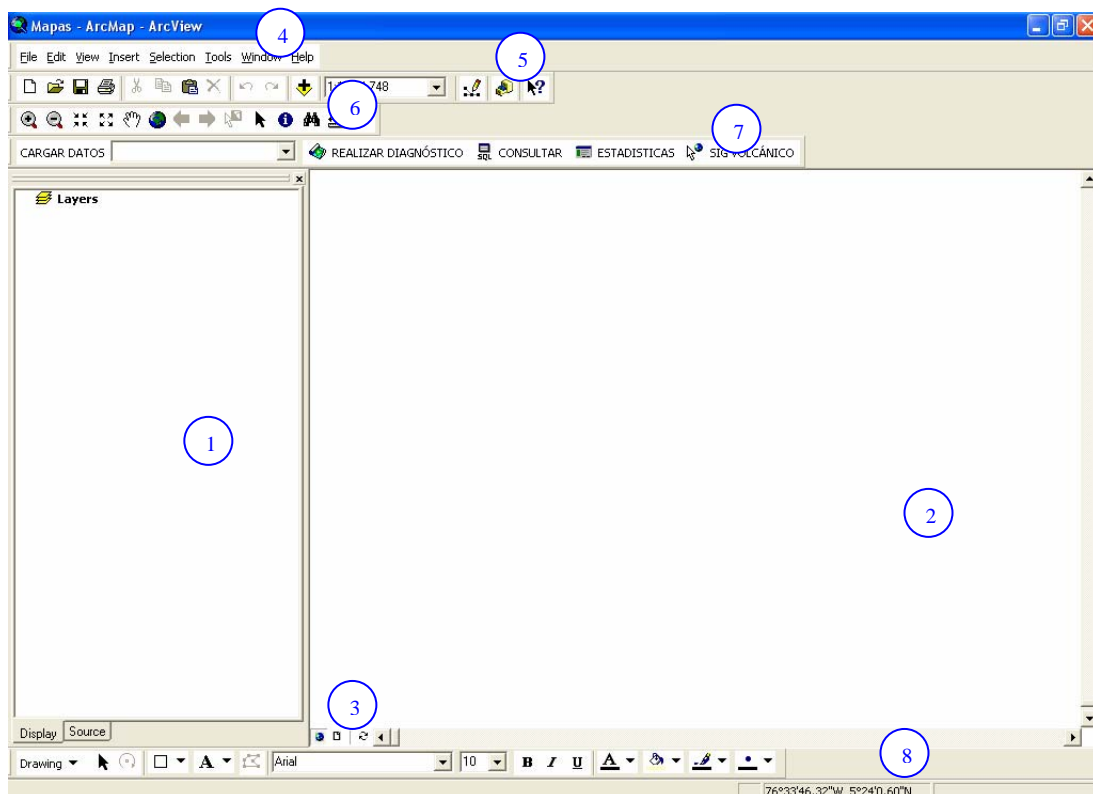 Mapas - ArcMap - ArcView
4
File Edit View Insert Selection Tools Window Help
5
748
6
7
CARGAR DATOS REALIZAR DIAGNÓSTICO SQL CONSULTAR ESTADISTICAS SIG VOLCÁNICO
Layers
1
2
3
Display Source
8
Drawing A Arial 10 B I U A
76°33'46.32"W 5°24'0.60"N